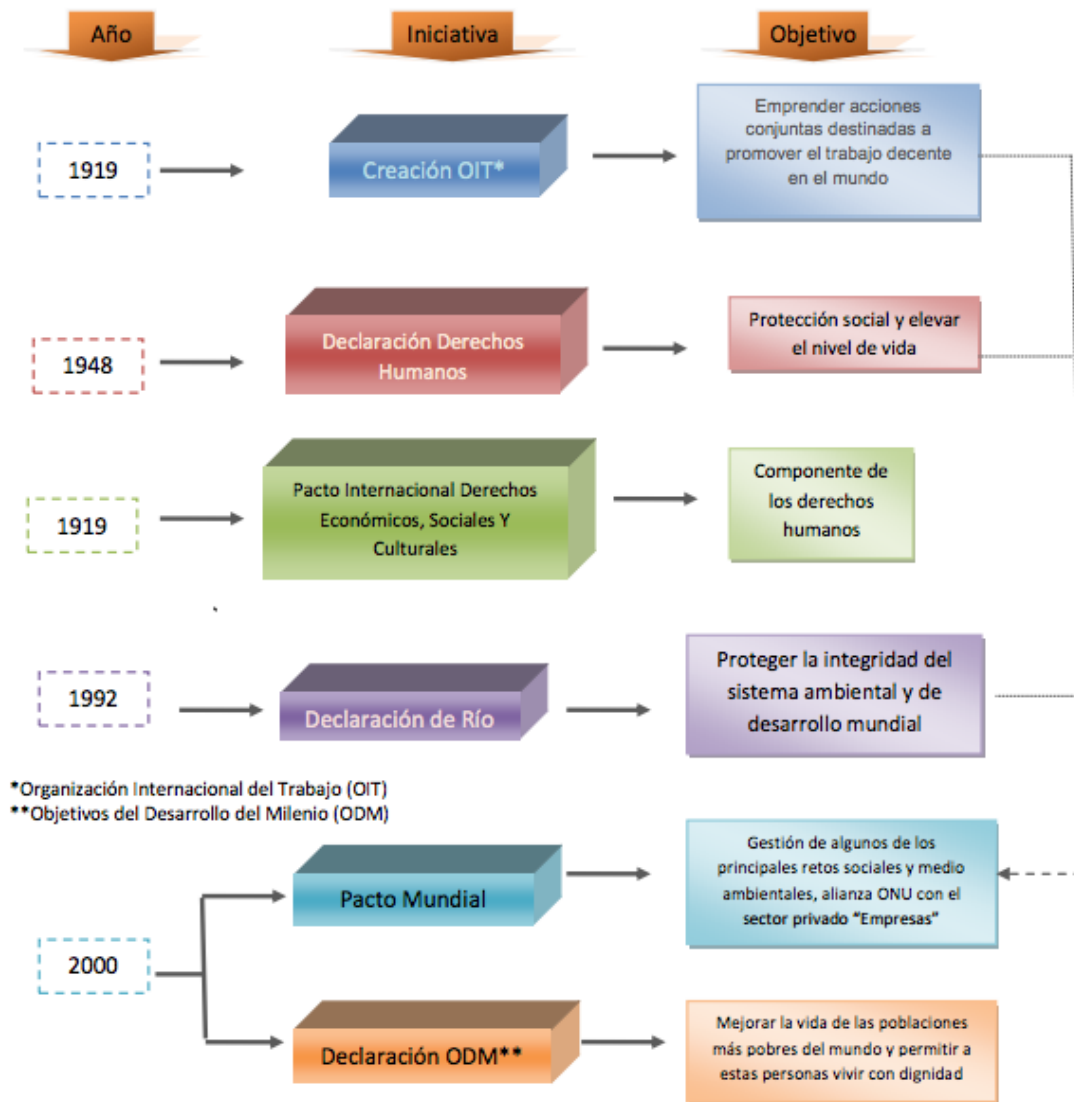 Año
Iniciativa
Objetivo
1919
Creación OIT*
Emprender acciones
conjuntas destinadas a
promover el trabajo decente
en el mundo
1948
Declaración Derechos
Humanos
Protección social y elevar
el nivel de vida
1919
Pacto Internacional Derechos
Económicos, Sociales Y
Culturales
Componente de
los derechos
humanos
1992
Declaración de Río
Proteger la integridad del
sistema ambiental y de
desarrollo mundial
*Organización Internacional del Trabajo (OIT)
**Objetivos del Desarrollo del Milenio (ODM)
2000
Pacto Mundial
Gestión de algunos de los
principales retos sociales y medio
ambientales, alianza ONU con el
sector privado “Empresas”
Declaración ODM**
Mejorar la vida de las poblaciones
más pobres del mundo y permitir a
estas personas vivir con dignidad